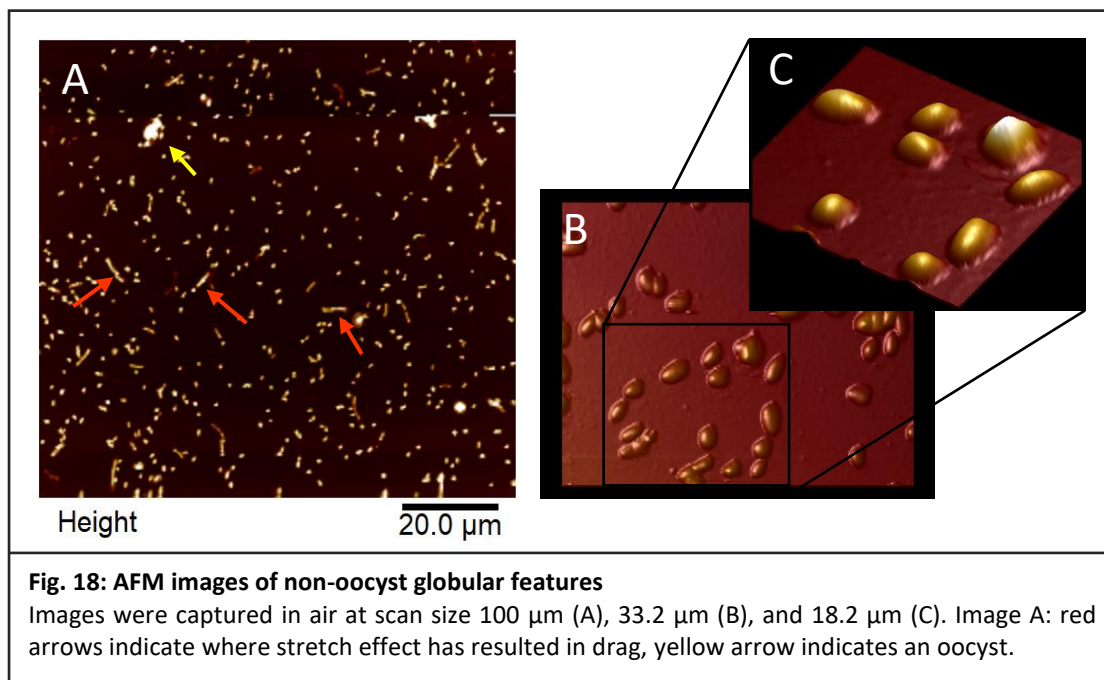 A
B
C
Height
20.0 µm
Fig. 18: AFM images of non-oocyst globular features
Images were captured in air at scan size 100 µm (A), 33.2 µm (B), and 18.2 µm (C). Image A: red
arrows indicate where stretch effect has resulted in drag, yellow arrow indicates an oocyst.